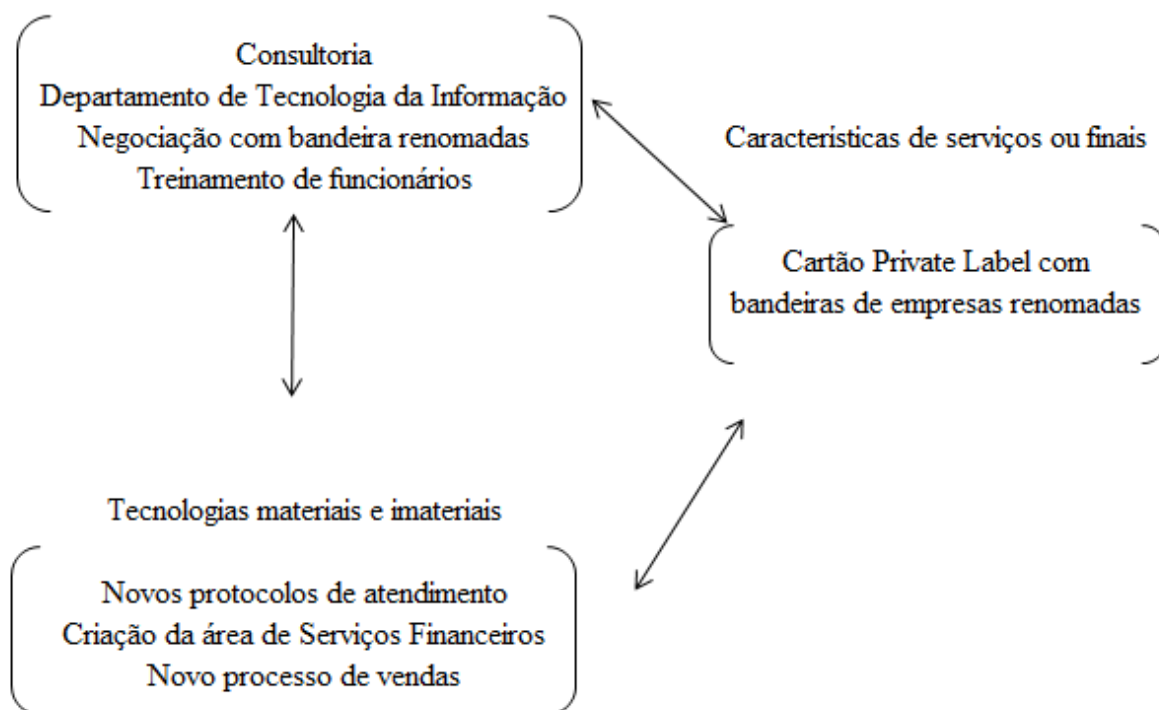 Consultoria
Departamento de Tecnologia da Informação
Negociação com bandeira renomadas
Treinamento de funcionários
Características de serviços ou finais
Cartão Private Label com
bandeiras de empresas renomadas
Tecnologias materiais e imateriais
Novos protocolos de atendimento
Criação da área de Serviços Financeiros
Novo processo de vendas